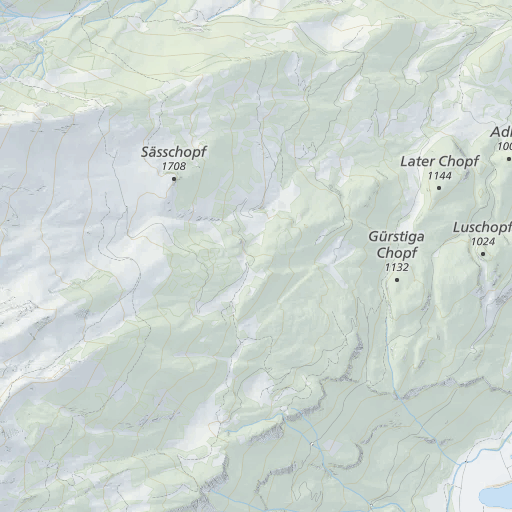 Sässchopf
1708
Later Chopf
1144
Gürstiga
Chopf
1132
Luschopf
1024